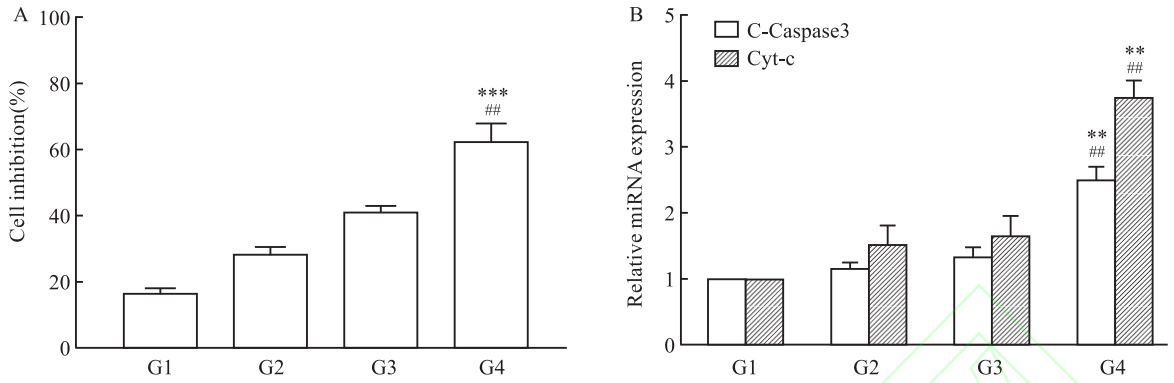 A
Cell inhibition(%)
100
80
60
40
20
0
***
##
G1 G2 G3 G4
B
Relative miRNA expression
5
4
3
2
1
0
C-Caspase3
Cyt-c
**
##
**
##
G1 G2 G3 G4